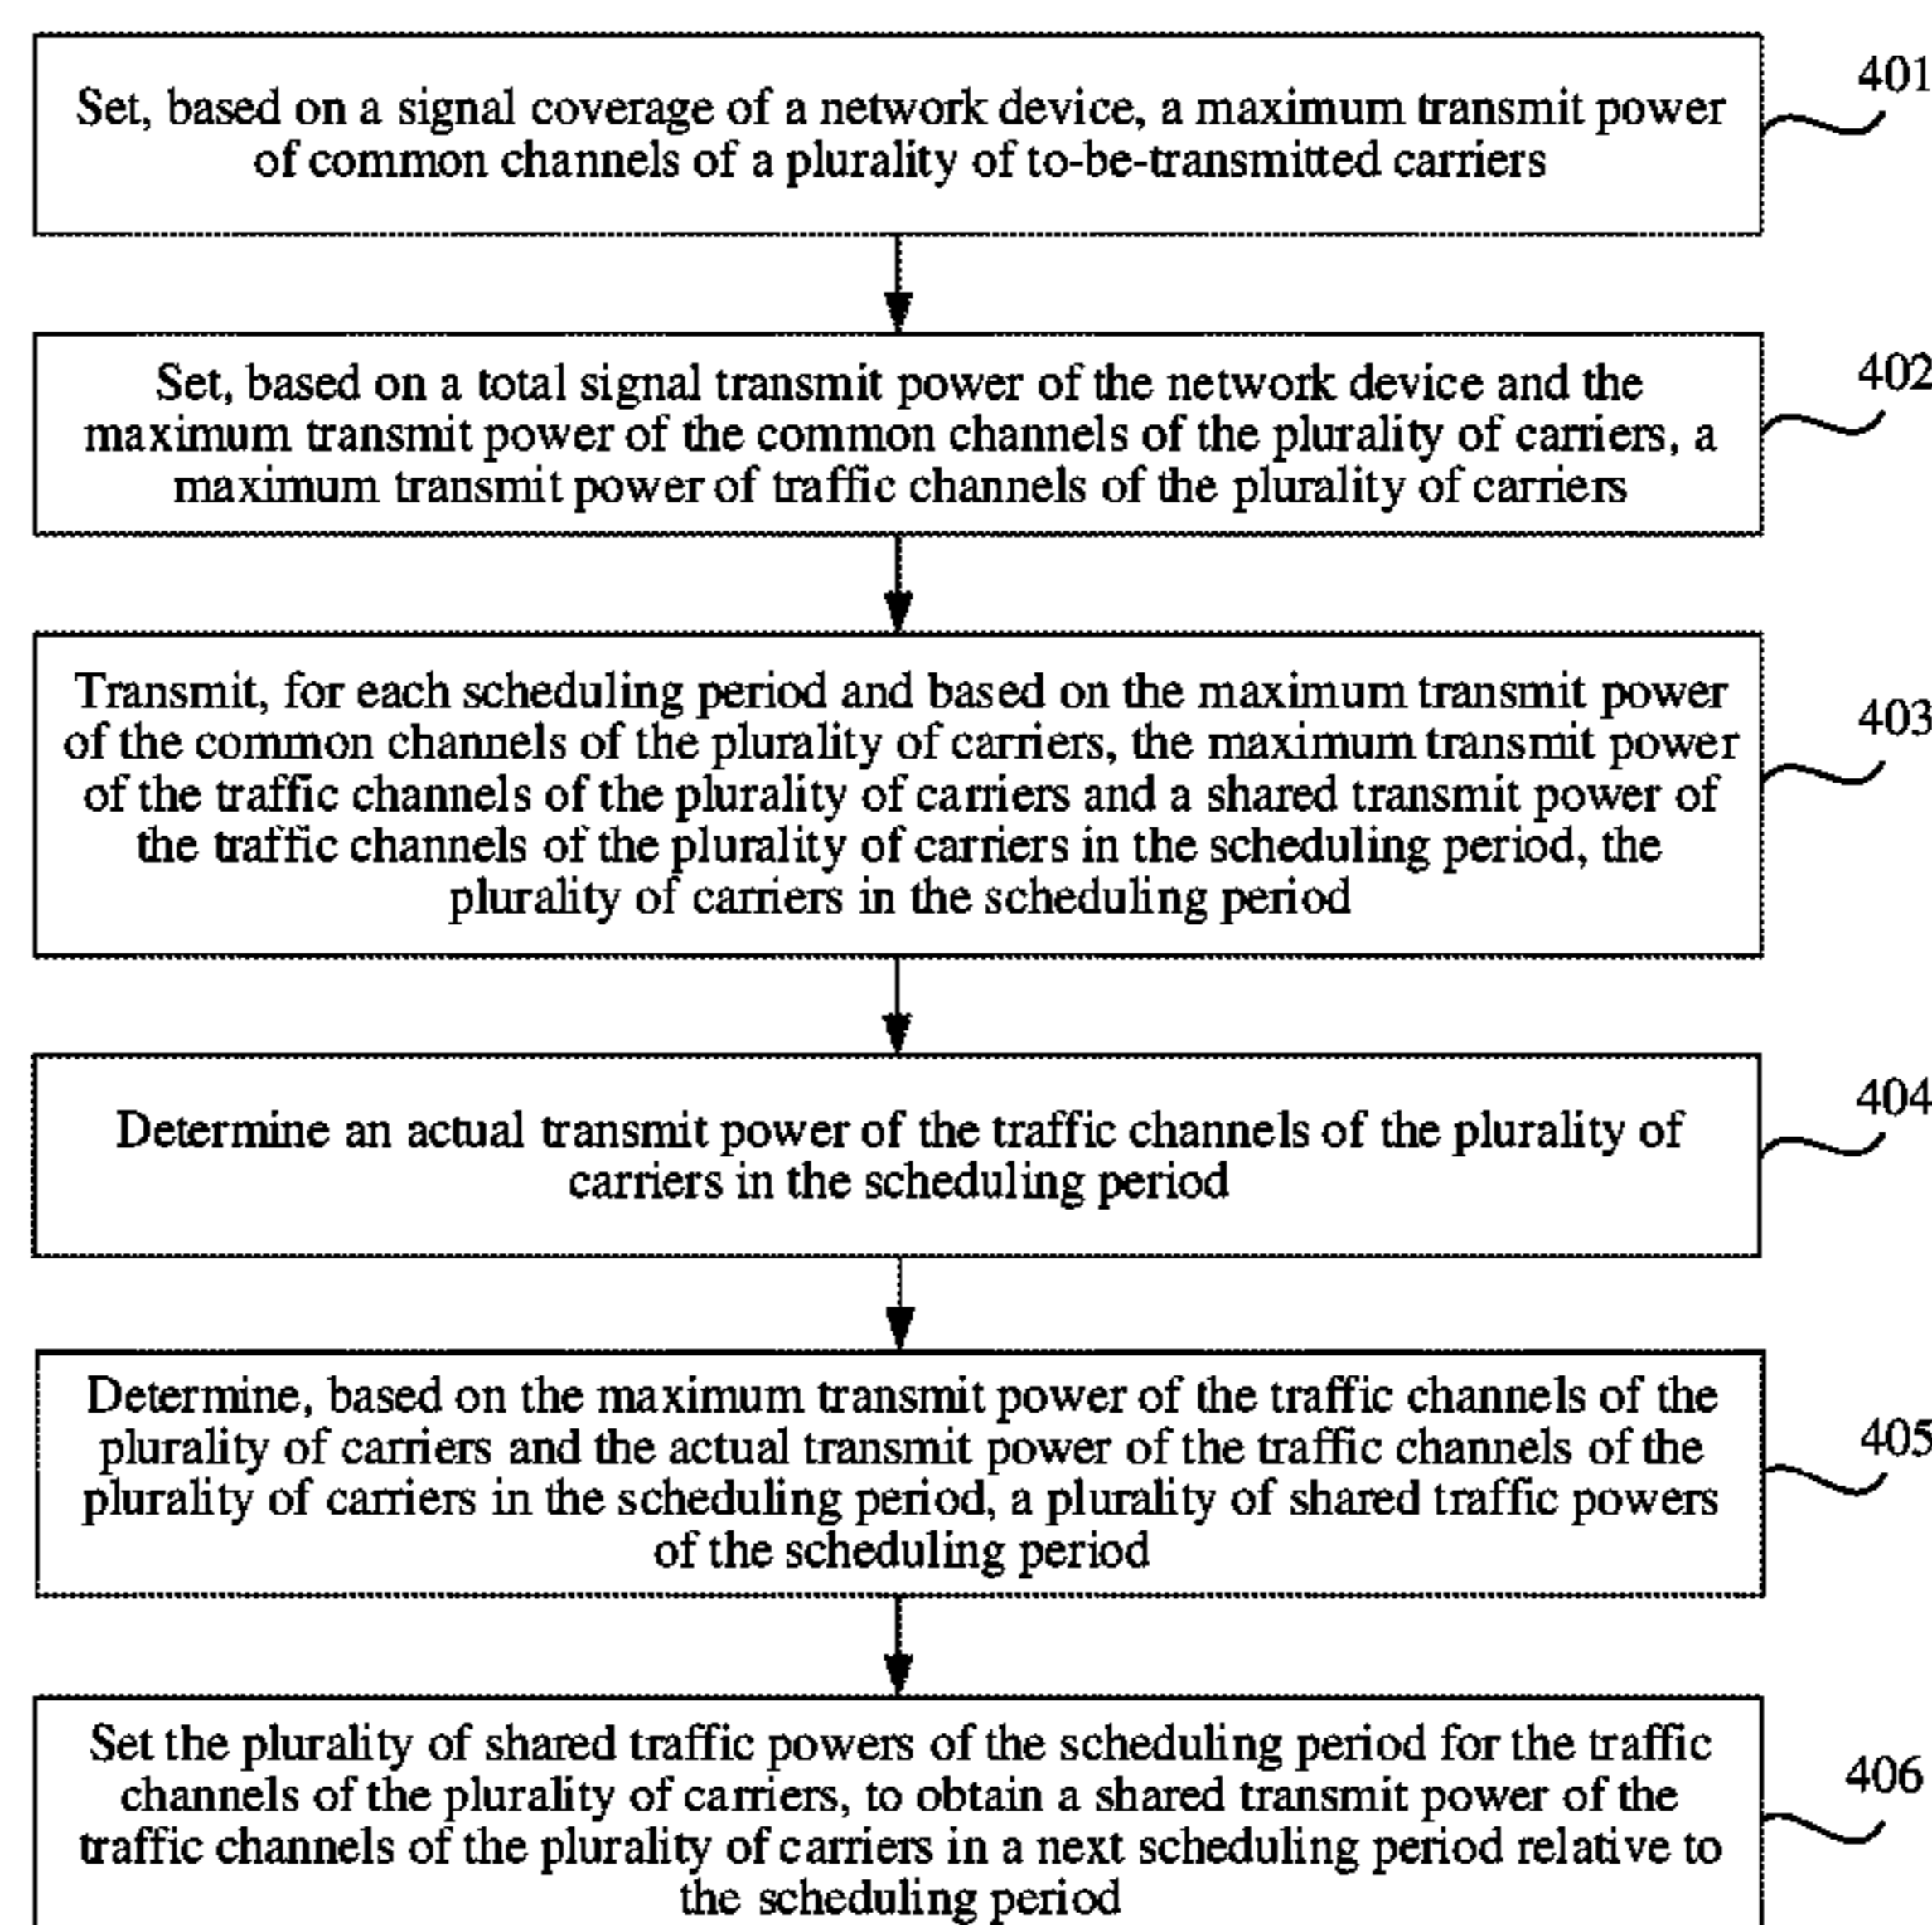 Set, based on a signal coverage of a network device, a maximum transmit power
of common channels of a plurality of to-be-transmitted carriers
401
Set, based on a total signal transmit power of the network device and the
maximum transmit power of the common channels of the plurality of carriers, a
maximum transmit power of traffic channels of the plurality of carriers
402
Transmit, for each scheduling period and based on the maximum transmit power
of the common channels of the plurality of carriers, the maximum transmit power
of the traffic channels of the plurality of carriers and a shared transmit power of
the traffic channels of the plurality of carriers in the scheduling period, the
plurality of carriers in the scheduling period
403
Determine an actual transmit power of the traffic channels of the plurality of
carriers in the scheduling period
404
Determine, based on the maximum transmit power of the traffic channels of the
plurality of carriers and the actual transmit power of the traffic channels of the
plurality of carriers in the scheduling period, a plurality of shared traffic powers
of the scheduling period
405
Set the plurality of shared traffic powers of the scheduling period for the traffic
channels of the plurality of carriers, to obtain a shared transmit power of the
traffic channels of the plurality of carriers in a next scheduling period relative to
the scheduling period
406